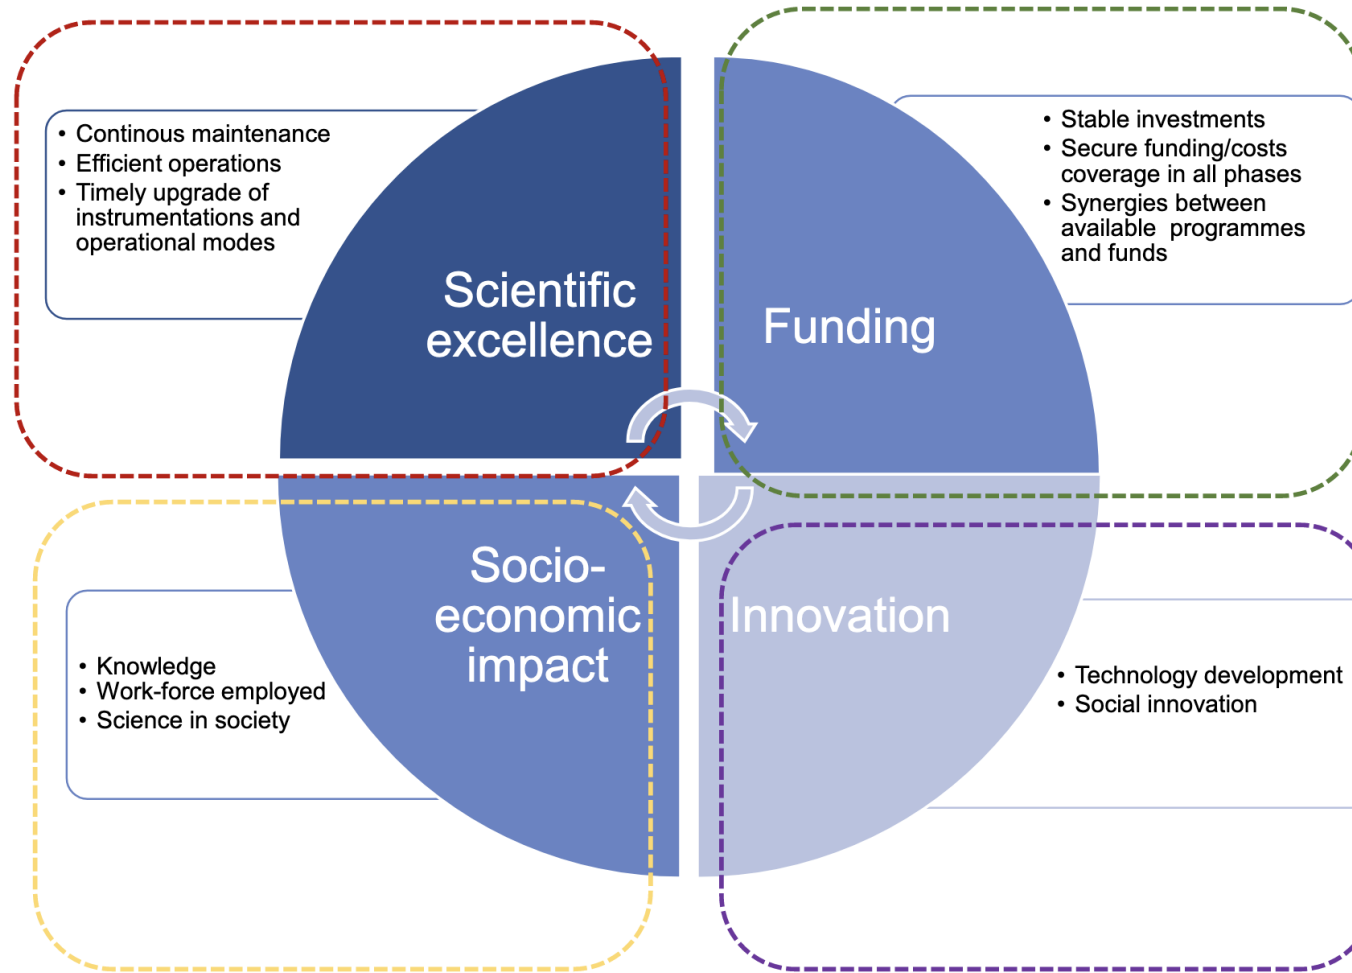 • Continous maintenance
• Efficient operations
• Timely upgrade of
instrumentations and
operational modes
Scientific
excellence
• Stable investments
• Secure funding/costs
coverage in all phases
• Synergies between
available programmes
and funds
Funding
Socio-
economic
impact
• Knowledge
• Work-force employed
• Science in society
Innovation
• Technology development
• Social innovation